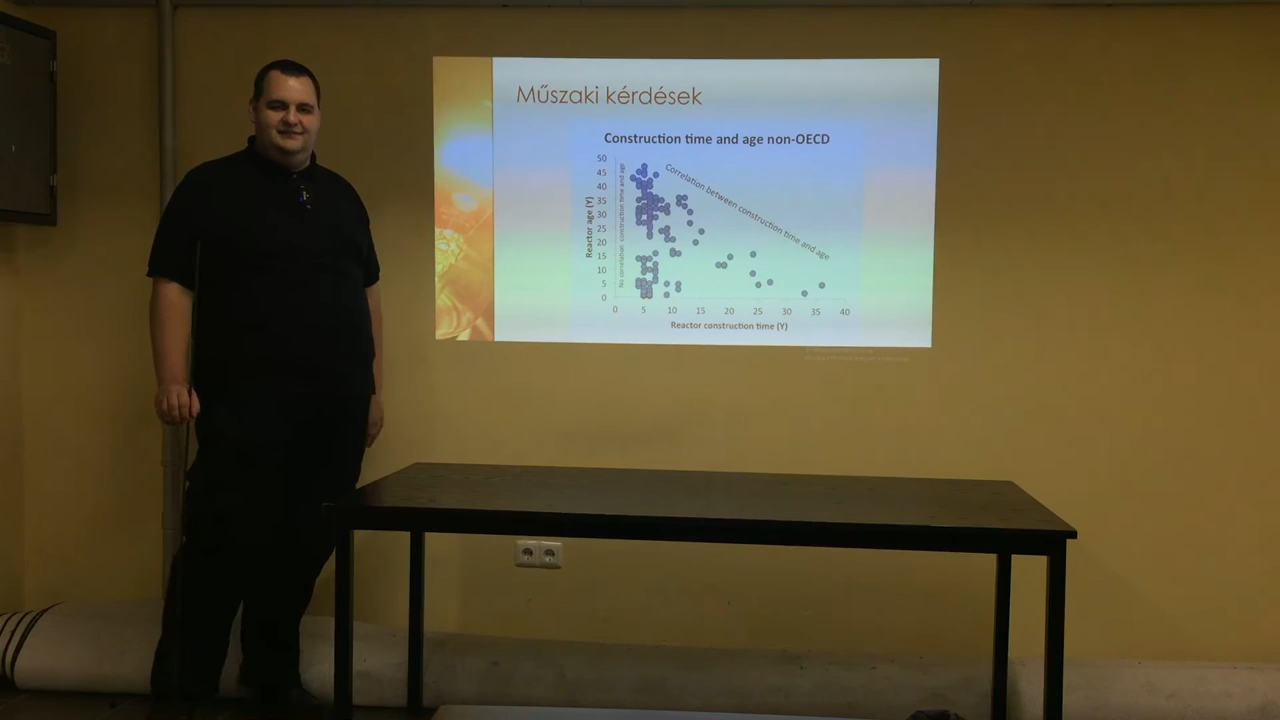 Műszaki kérdések
Construction time and age non-OECD
Reactor age (Y)
50
45
40
35
30
25
20
15
10
5
0
No correlation construction time and age
Correlation between construction time and age
0 5 10 15 20 25 30 35 40
Reactor construction time (Y)